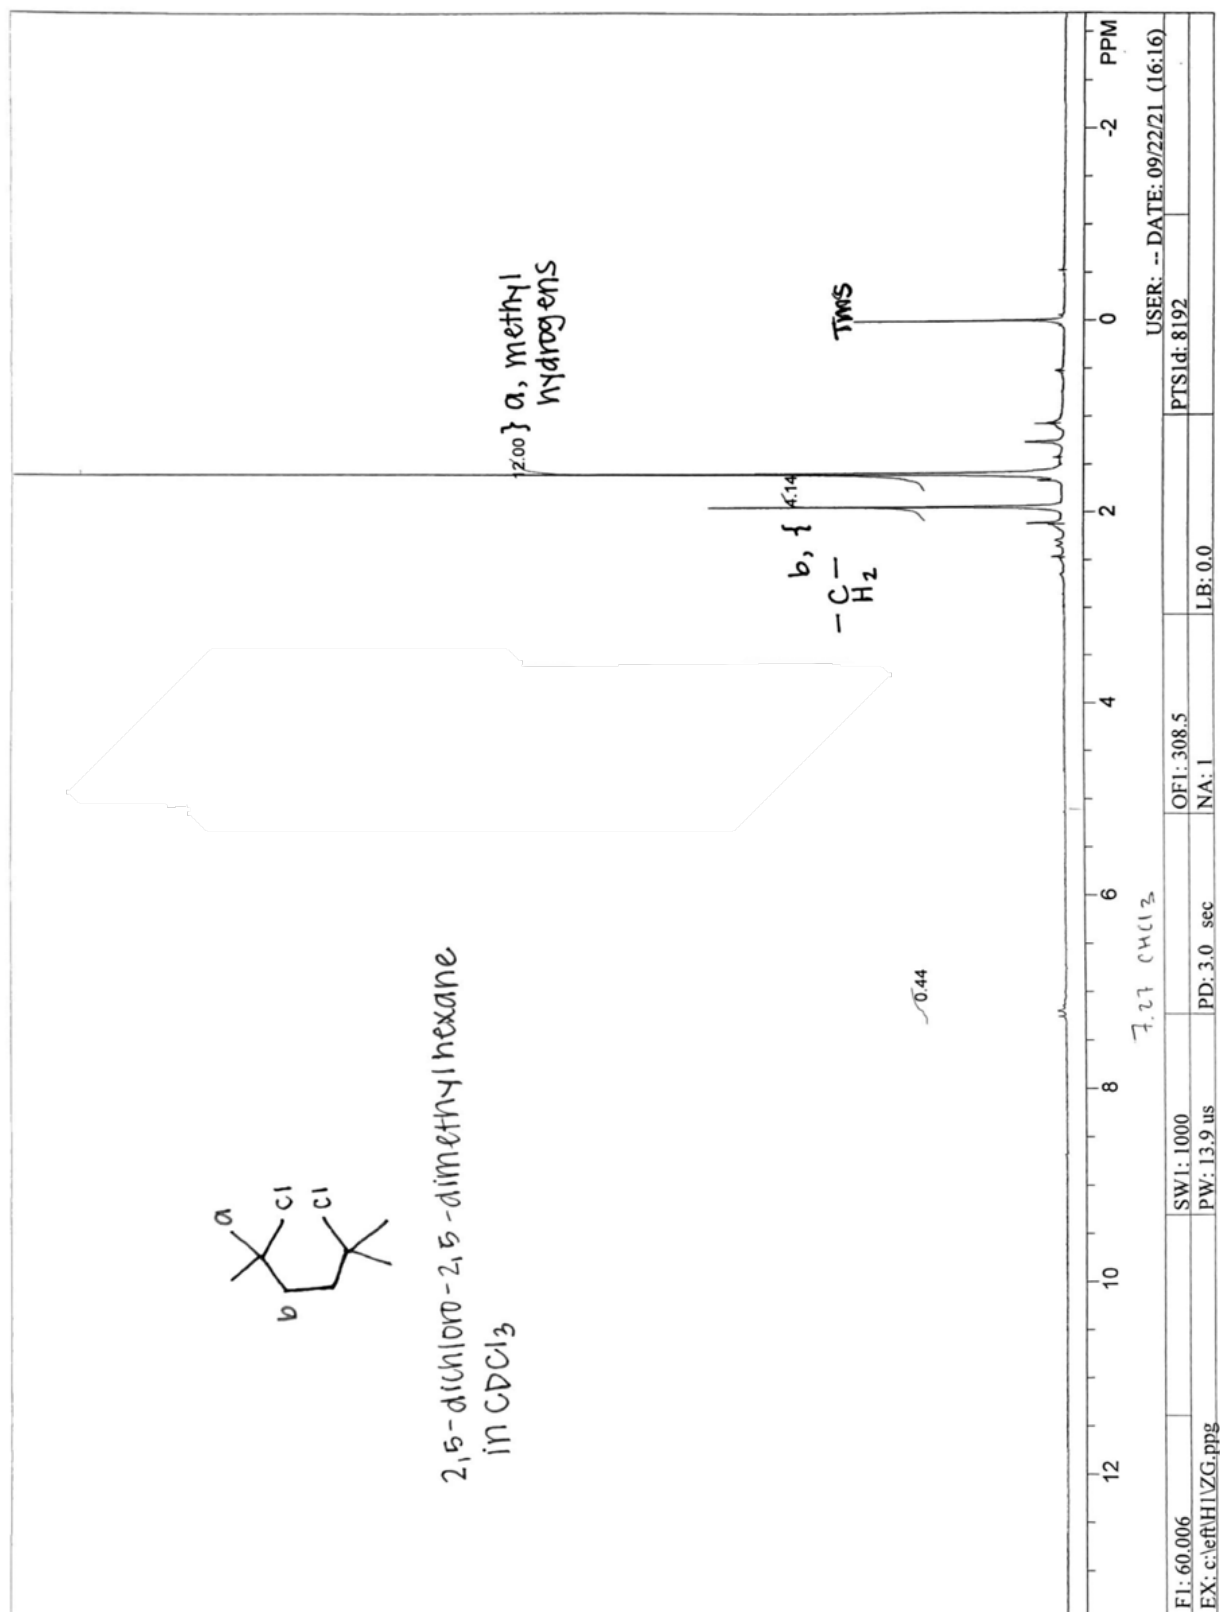 a
Cl
b
Cl
2,5-dichloro-2,5-dimethylhexane
in CDCl3
12.00 } a, methyl
hydrogens
b, {
4.14
- C -
H2
TMS
0.44
12 10 8 6 4 2 0 -2 PPM
7.27 CHCl3
USER: -- DATE: 09/22/21 (16:16)
F1: 60.006 SW1: 1000 OF1: 308.5 PTS1d: 8192
EX: c:\eft\H1\ZG.ppg PW: 13.9 us PD: 3.0 sec NA: 1 LB: 0.0